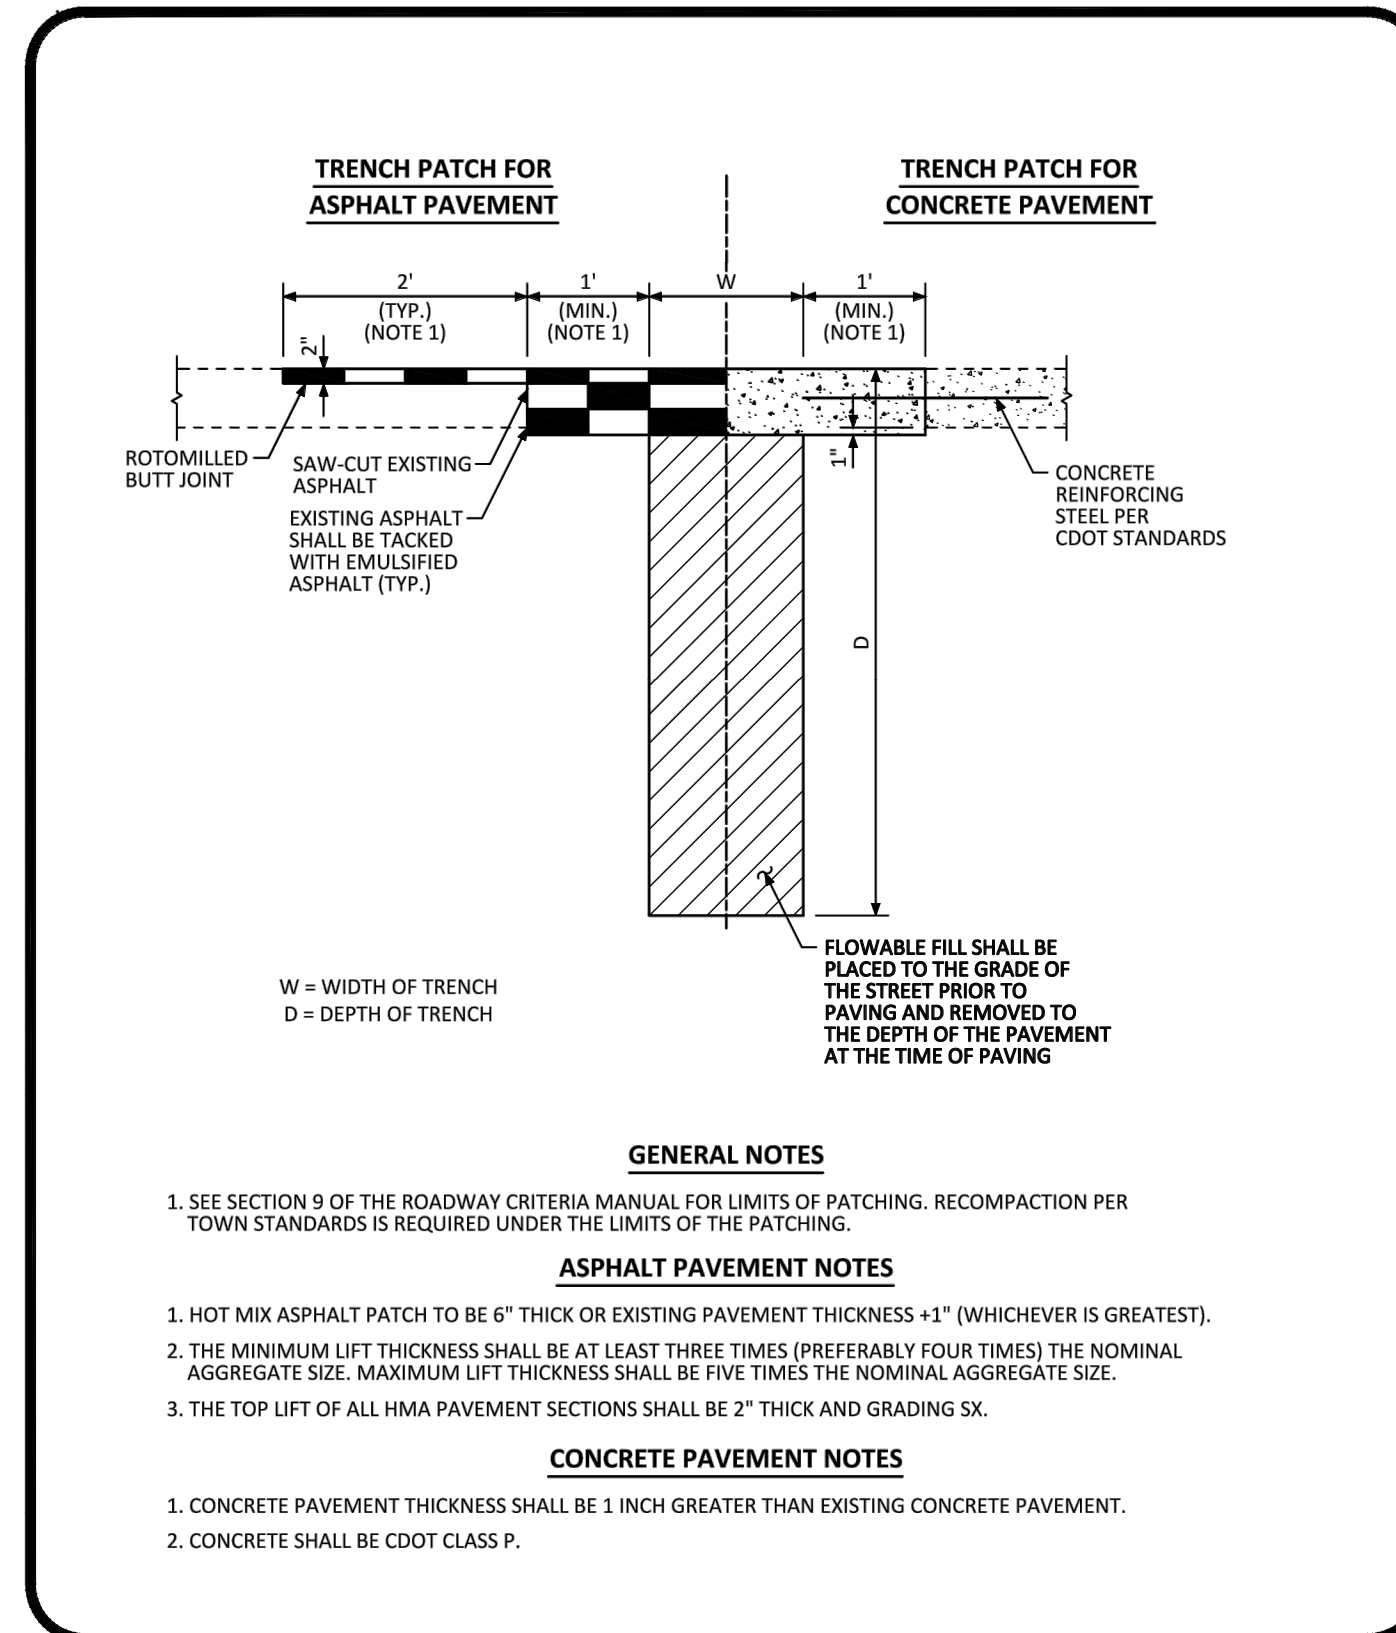 TRENCH PATCH FOR
ASPHALT PAVEMENT
TRENCH PATCH FOR
CONCRETE PAVEMENT
2'
(TYP.)
(NOTE 1)
1'
(MIN.)
(NOTE 1)
W
1'
(MIN.)
(NOTE 1)
2"
ROTOMILLED
BUTT JOINT
SAW-CUT EXISTING
ASPHALT
EXISTING ASPHALT
SHALL BE TACKED
WITH EMULSIFIED
ASPHALT (TYP.)
1"
CONCRETE
REINFORCING
STEEL PER
CDOT STANDARDS
D
FLOWABLE FILL SHALL BE
PLACED TO THE GRADE OF
THE STREET PRIOR TO
PAVING AND REMOVED TO
THE DEPTH OF THE PAVEMENT
AT THE TIME OF PAVING
W = WIDTH OF TRENCH
D = DEPTH OF TRENCH
GENERAL NOTES
1. SEE SECTION 9 OF THE ROADWAY CRITERIA MANUAL FOR LIMITS OF PATCHING. RECOMPACTION PER
TOWN STANDARDS IS REQUIRED UNDER THE LIMITS OF THE PATCHING.
ASPHALT PAVEMENT NOTES
1. HOT MIX ASPHALT PATCH TO BE 6" THICK OR EXISTING PAVEMENT THICKNESS +1" (WHICHEVER IS GREATEST).
2. THE MINIMUM LIFT THICKNESS SHALL BE AT LEAST THREE TIMES (PREFERABLY FOUR TIMES) THE NOMINAL
AGGREGATE SIZE. MAXIMUM LIFT THICKNESS SHALL BE FIVE TIMES THE NOMINAL AGGREGATE SIZE.
3. THE TOP LIFT OF ALL HMA PAVEMENT SECTIONS SHALL BE 2" THICK AND GRADING SX.
CONCRETE PAVEMENT NOTES
1. CONCRETE PAVEMENT THICKNESS SHALL BE 1 INCH GREATER THAN EXISTING CONCRETE PAVEMENT.
2. CONCRETE SHALL BE CDOT CLASS P.